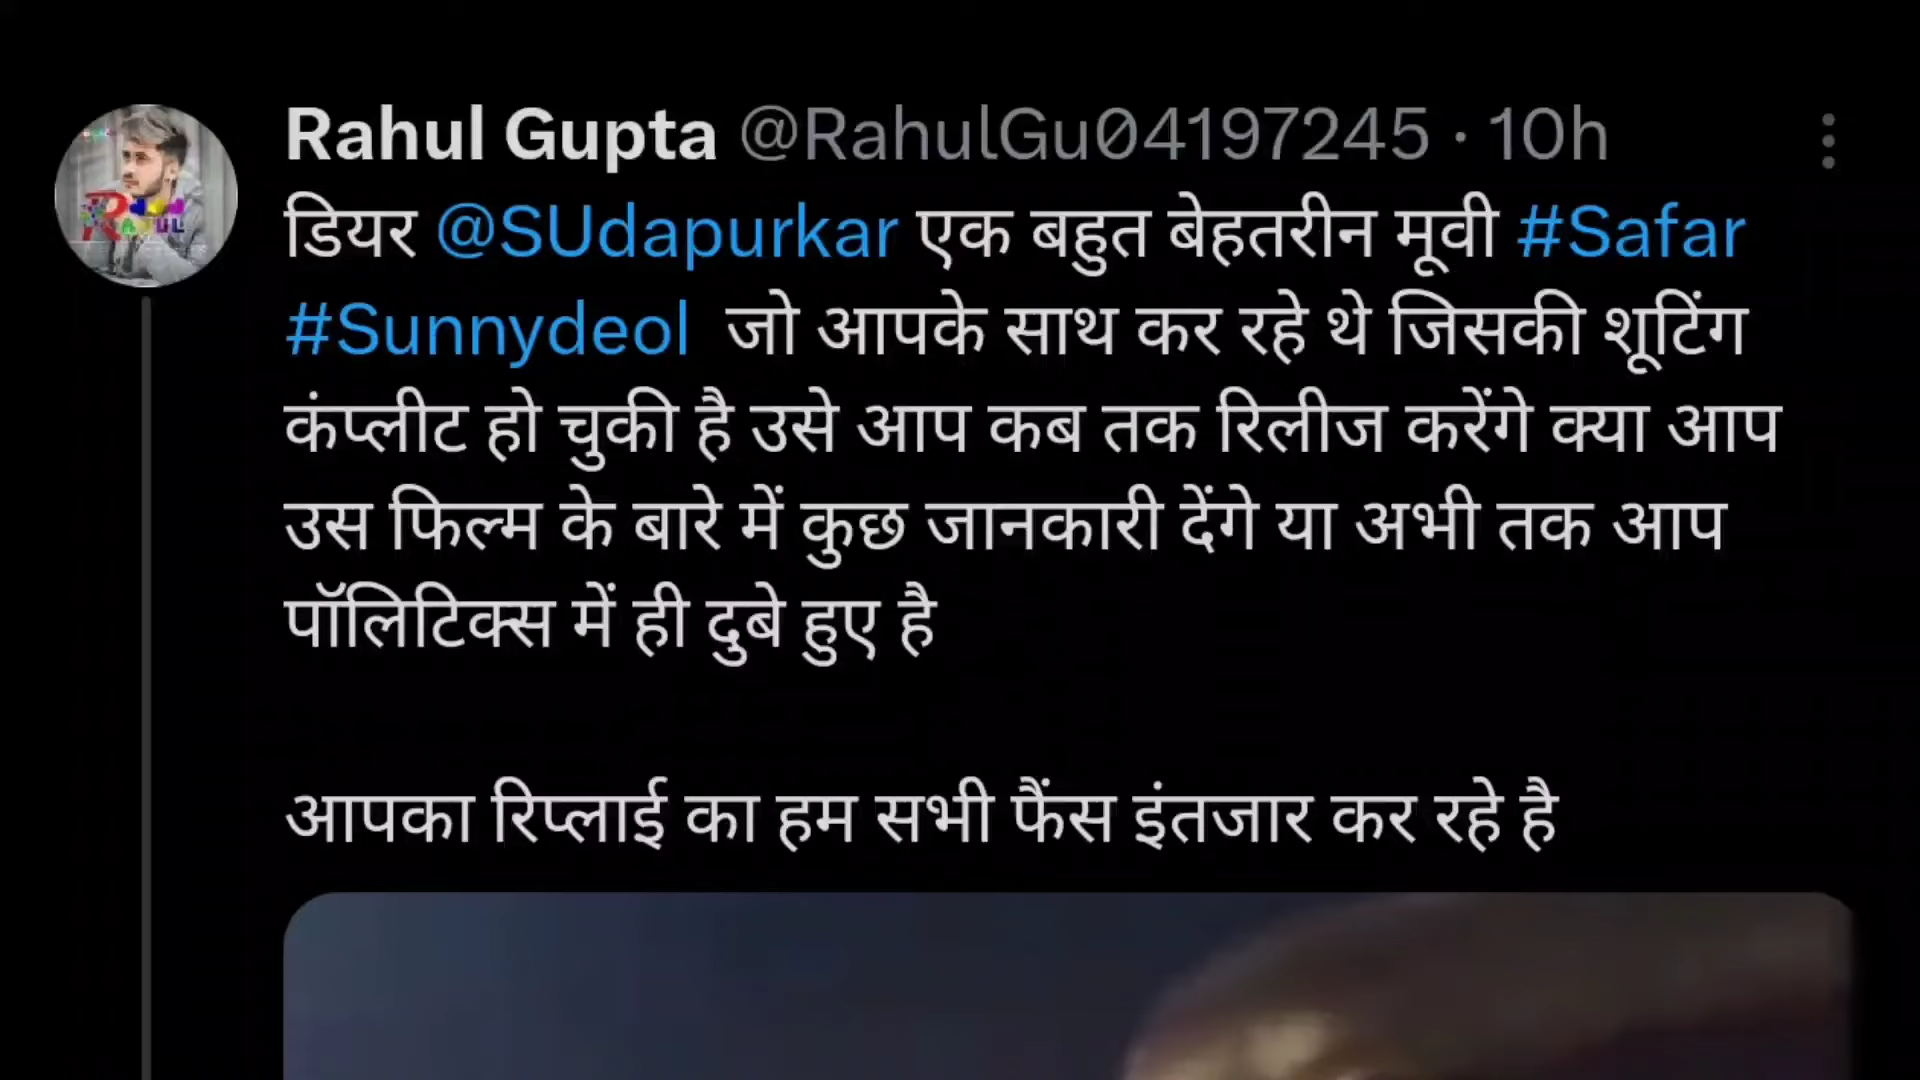 Rahul Gupta @RahulGu04197245 · 10h
डियर @SUdapurkar एक बहुत बेहतरीन मूवी #Safar
#Sunnydeol जो आपके साथ कर रहे थे जिसकी शूटिंग
कंप्लीट हो चुकी है उसे आप कब तक रिलीज करेंगे क्या आप
उस फिल्म के बारे में कुछ जानकारी देंगे या अभी तक आप
पॉलिटिक्स में ही दुबे हुए है
आपका रिप्लाई का हम सभी फैंस इंतजार कर रहे है